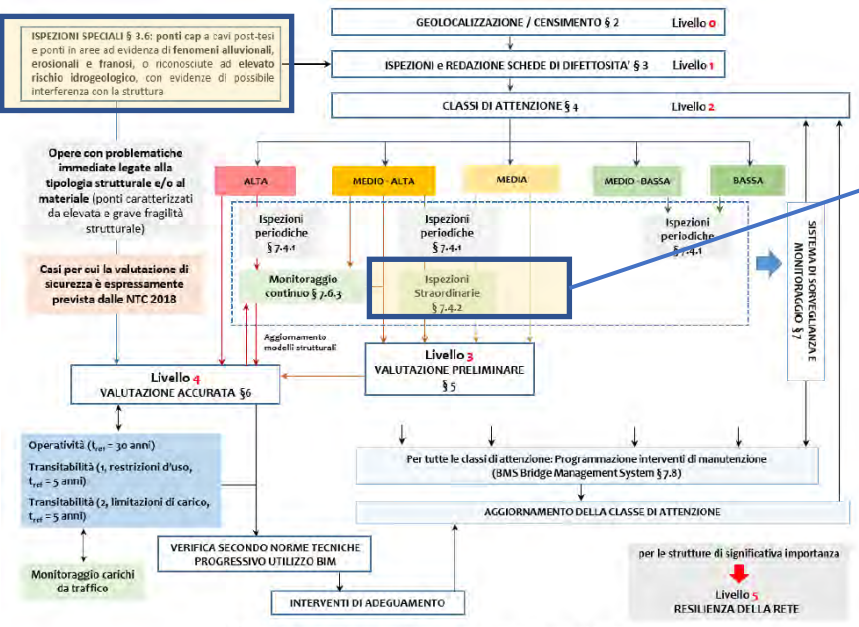 GEOLOCALIZZAZIONE / CENSIMENTO § 2 Livello 0
ISPEZIONI SPECIALI § 3.6: ponti cap a cavi post-tesi
e ponti in aree ad evidenza di fenomeni alluvionali,
erosionali e franosi, o riconosciute ad elevato
rischio idrogeologico, con evidenze di possibile
interferenza con la struttura
ISPEZIONI e REDAZIONE SCHEDE DI DIFETTOSITA' § 3 Livello 1
CLASSI DI ATTENZIONE § 4 Livello 2
Opere con problematiche
immediate legate alla
tipologia strutturale e/o al
materiale (ponti caratterizzati
da elevata e grave fragilità
strutturale)
ALTA
MEDIO - ALTA
MEDIA
MEDIO -BASSA
BASSA
Ispezioni
periodiche
§ 7.4.1
Ispezioni
periodiche
§ 7.4.1
Ispezioni
periodiche
§ 7.4.1
SISTEMA DI SORVEGLIANZA E
MONITORAGGIO § 7
Casi per cui la valutazione di
sicurezza è espressamente
prevista dalle NTC 2018
Monitoraggio
continuo § 7.6.3
Ispezioni
Straordinarie
§ 7.4.2
Aggiornamento
modelli strutturali
Livello 3
VALUTAZIONE PRELIMINARE
§ 5
Livello 4
VALUTAZIONE ACCURATA §6
Operatività (tref = 30 anni)
Transitabilità (1, restrizioni d'uso,
tref = 5 anni)
Transitabilità (2, limitazioni di carico,
tref = 5 anni)
Per tutte le classi di attenzione: Programmazione interventi di manutenzione
(BMS Bridge Management System § 7.8)
AGGIORNAMENTO DELLA CLASSE DI ATTENZIONE
VERIFICA SECONDO NORME TECNICHE
PROGRESSIVO UTILIZZO BIM
Monitoraggio carichi
da traffico
INTERVENTI DI ADEGUAMENTO
per le strutture di significativa importanza
Livello 5
RESILIENZA DELLA RETE